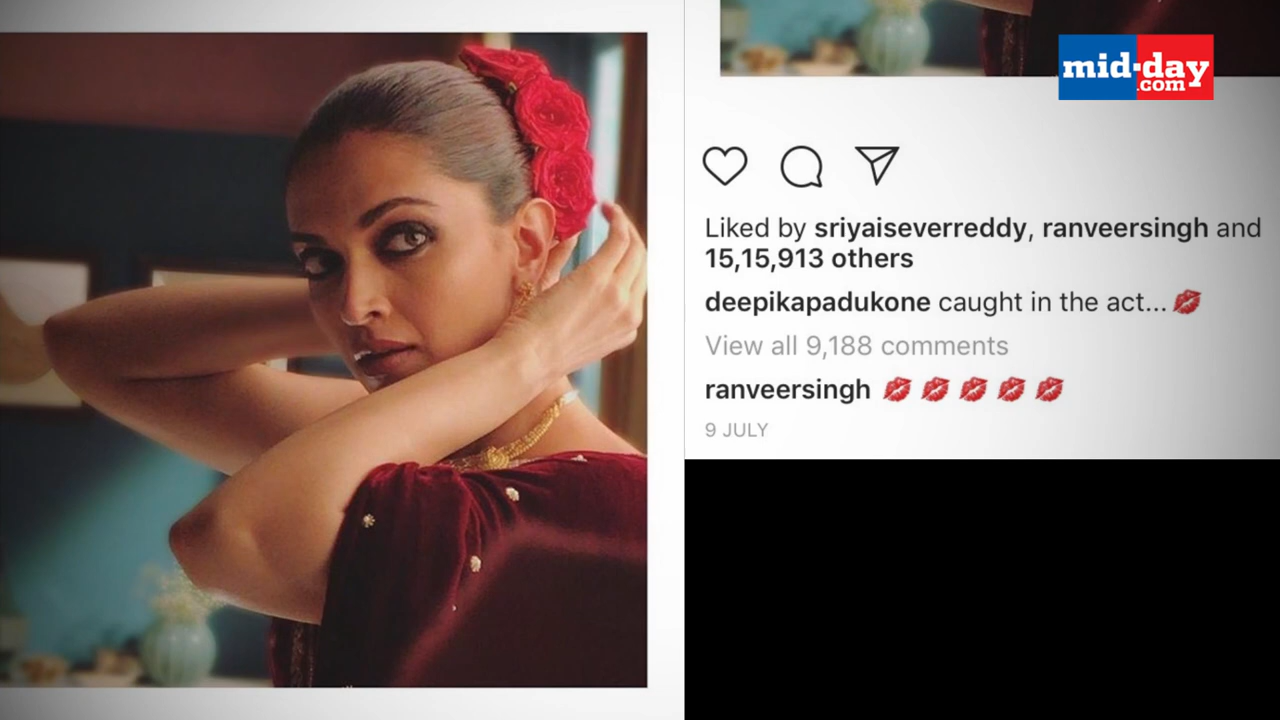 mid-day
.com
Liked by sriyaiseverreddy, ranveersingh and
15,15,913 others
deepikapadukone caught in the act...💋
View all 9,188 comments
ranveersingh 💋 💋 💋 💋 💋
9 JULY